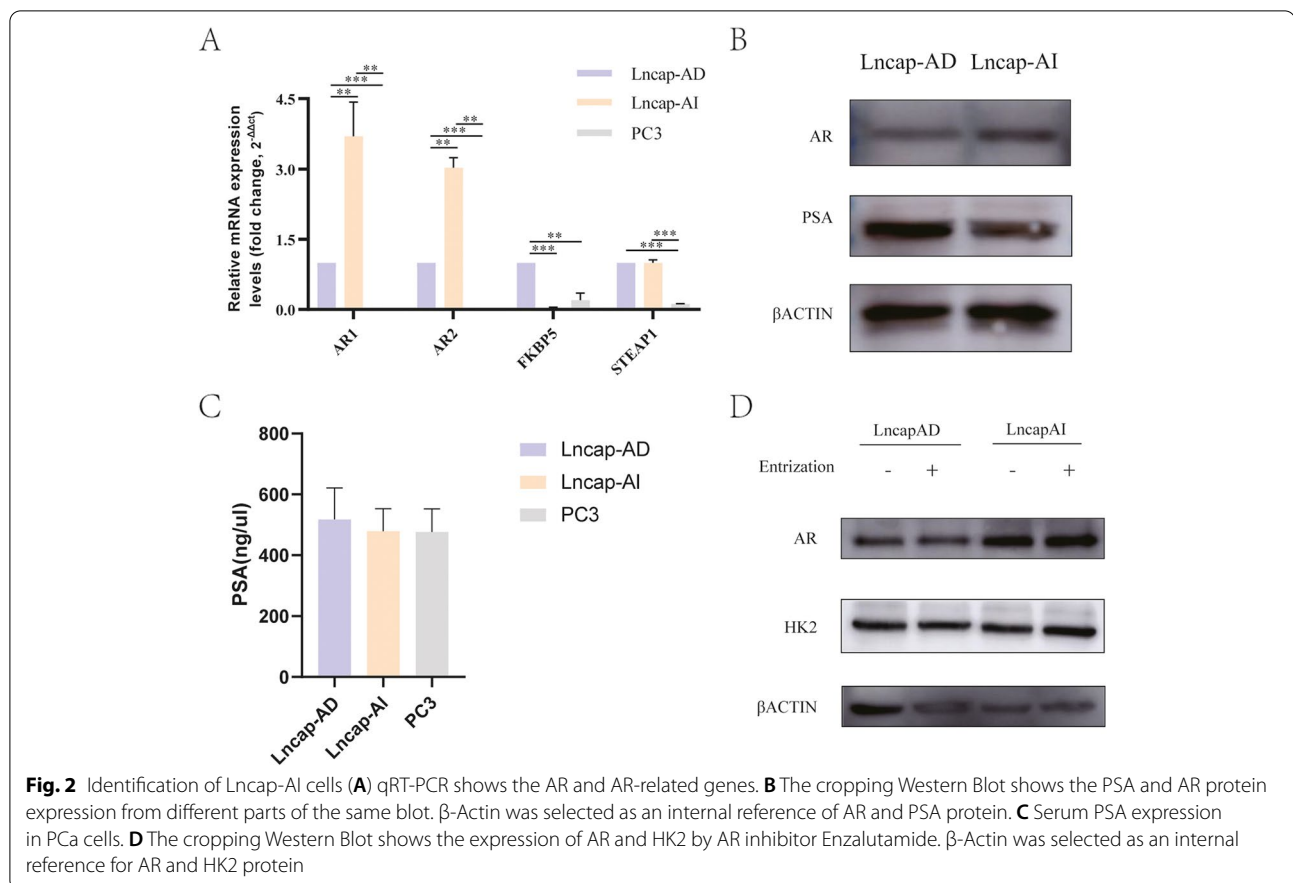 A
Lncap-AD
Lncap-AI
PC3
Relative mRNA expression
levels (fold change, 2^-ΔΔct)
4.5
3.0
1.5
0.0
** *** **
** *** **
*** **
*** ***
AR1
AR2
FKBP5
STEAP1
B
Lncap-AD Lncap-AI
AR
PSA
βACTIN
C
PSA(ng/ul)
800
600
400
200
0
Lncap-AD
Lncap-AI
PC3
Lncap-AD
Lncap-AI
PC3
D
LncapAD LncapAI
Entrization - + - +
AR
HK2
βACTIN
Fig. 2 Identification of Lncap-AI cells (A) qRT-PCR shows the AR and AR-related genes. B The cropping Western Blot shows the PSA and AR protein
expression from different parts of the same blot. β-Actin was selected as an internal reference of AR and PSA protein. C Serum PSA expression
in PCa cells. D The cropping Western Blot shows the expression of AR and HK2 by AR inhibitor Enzalutamide. β-Actin was selected as an internal
reference for AR and HK2 protein